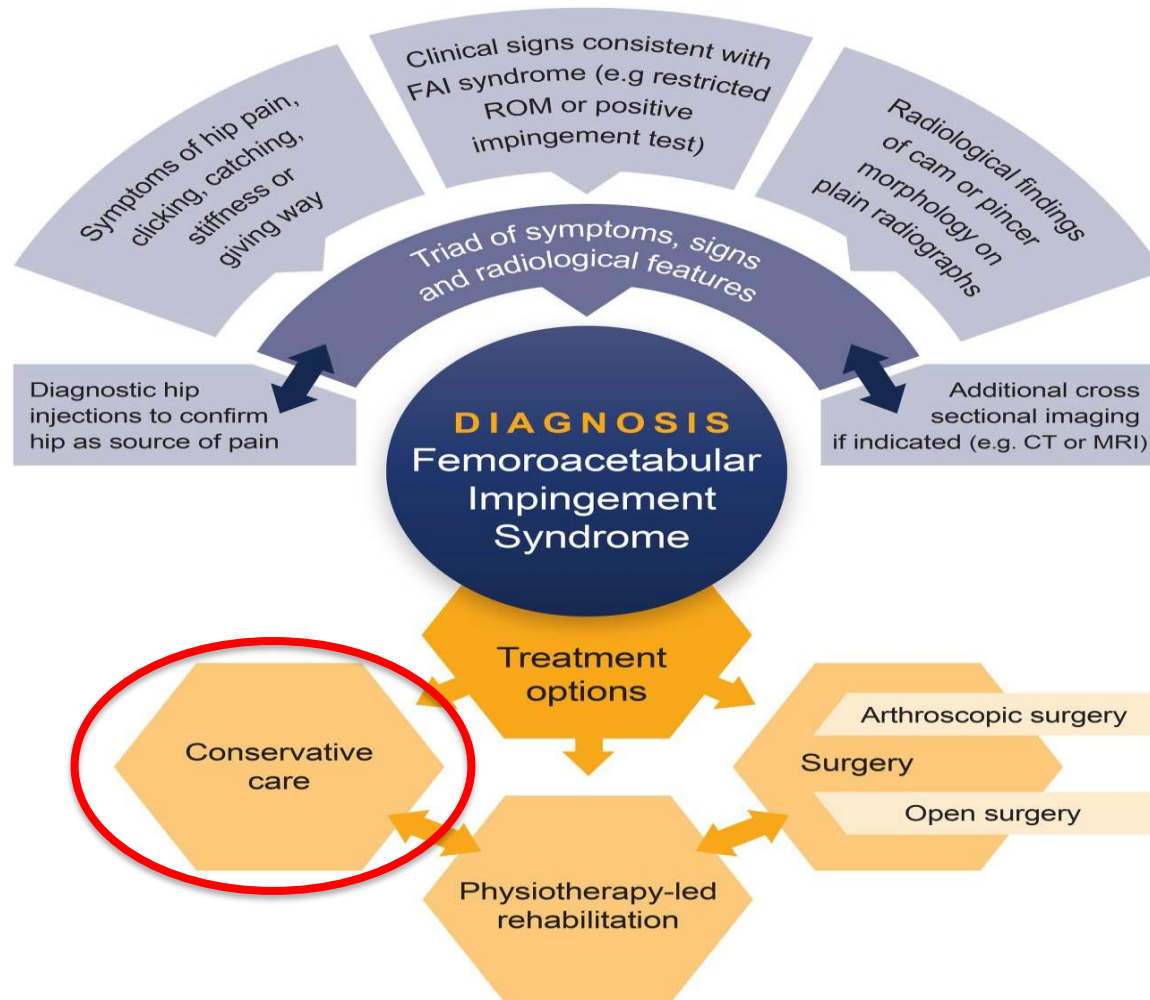 Symptoms of hip pain,
clicking, catching,
stiffness or
giving way
Clinical signs consistent with
FAI syndrome (e.g restricted
ROM or positive
impingement test)
Radiological findings
of cam or pincer
morphology on
plain radiographs
Triad of symptoms, signs
and radiological features
Diagnostic hip
injections to confirm
hip as source of pain
Additional cross
sectional imaging
if indicated (e.g. CT or MRI)
DIAGNOSIS
Femoroacetabular
Impingement
Syndrome
Treatment
options
Conservative
care
Physiotherapy-led
rehabilitation
Surgery
Arthroscopic surgery
Open surgery